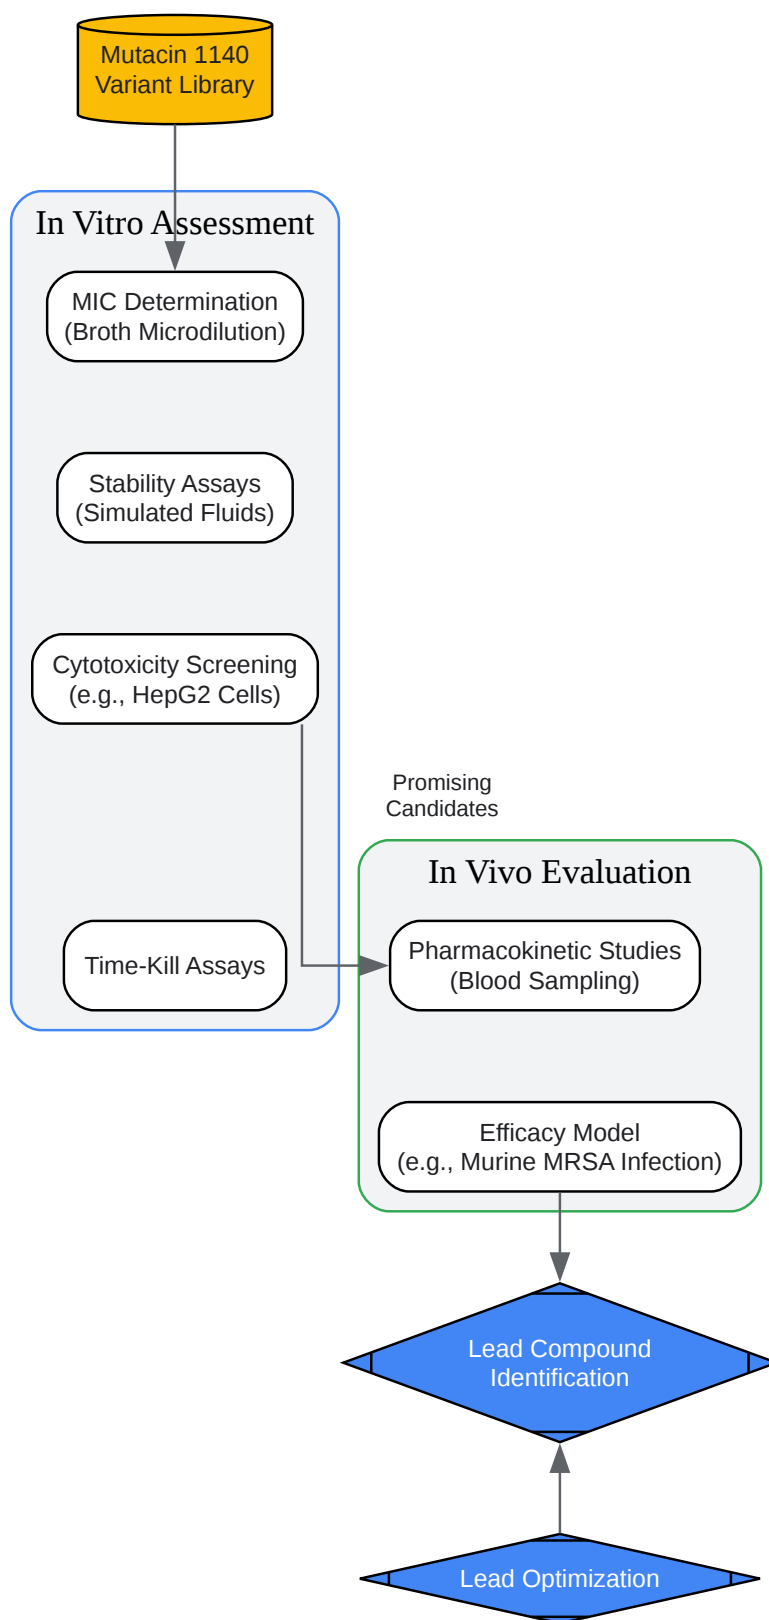 Mutacin 1140
Variant Library
In Vitro Assessment
MIC Determination
(Broth Microdilution)
Stability Assays
(Simulated Fluids)
Cytotoxicity Screening
(e.g., HepG2 Cells)
Promising
Candidates
In Vivo Evaluation
Time-Kill Assays
Pharmacokinetic Studies
(Blood Sampling)
Efficacy Model
(e.g., Murine MRSA Infection)
Lead Compound
Identification
Lead Optimization